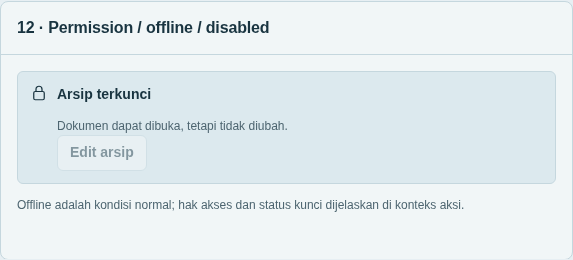 12 · Permission / offline / disabled
Arsip terkunci
Dokumen dapat dibuka, tetapi tidak diubah.
Edit arsip
Offline adalah kondisi normal; hak akses dan status kunci dijelaskan di konteks aksi.